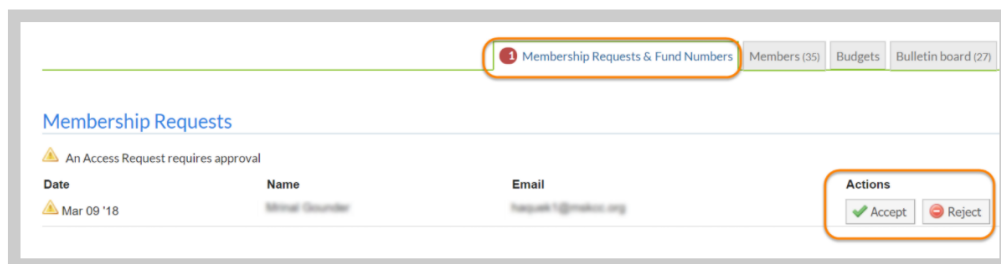 1 Membership Requests & Fund Numbers Members (35) Budgets Bulletin board (27)
Membership Requests
An Access Request requires approval
Date Name Email Actions
Mar 09 '18 Accept Reject